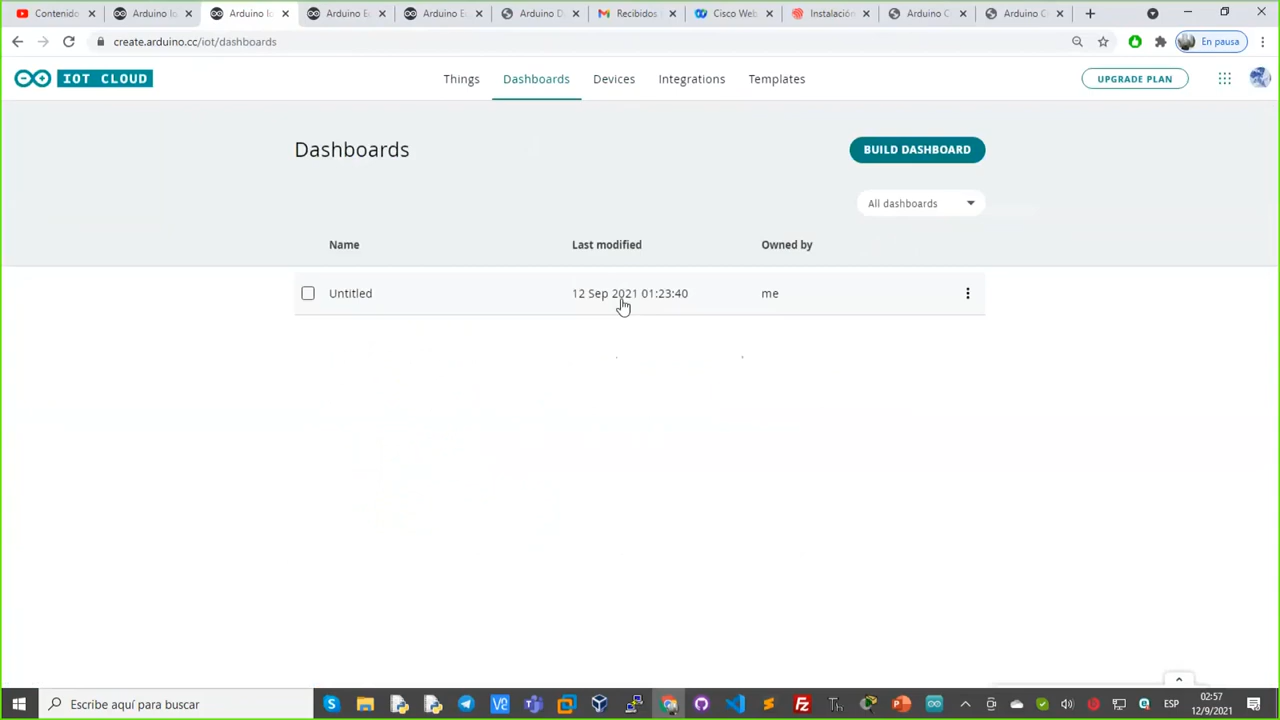 Contenido
Arduino Io
Arduino Io
Arduino E
Arduino E
Arduino D
Recibidos
Cisco Web
Instalación
Arduino C
Arduino C
create.arduino.cc/iot/dashboards
En pausa
IOT CLOUD
Things
Dashboards
Devices
Integrations
Templates
UPGRADE PLAN
Dashboards
BUILD DASHBOARD
All dashboards
Name
Last modified
Owned by
Untitled
12 Sep 2021 01:23:40
me
Escribe aquí para buscar
ESP
02:57
12/9/2021